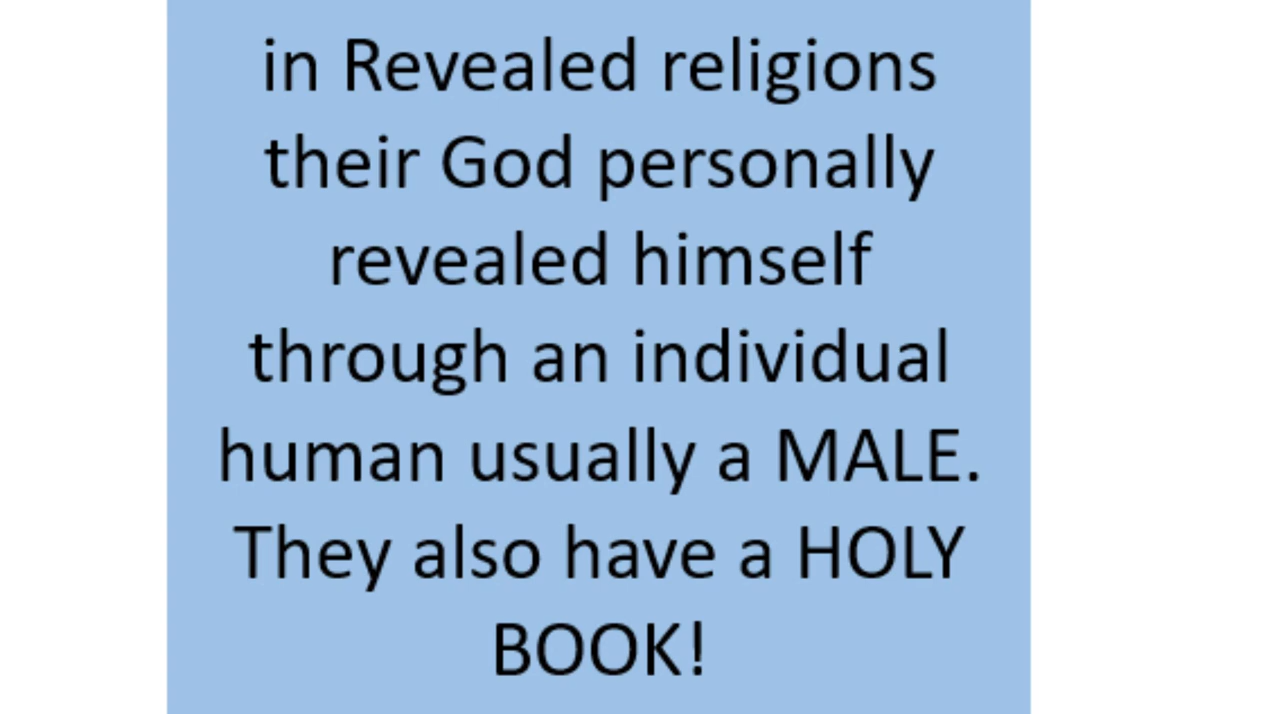 in Revealed religions
their God personally
revealed himself
through an individual
human usually a MALE.
They also have a HOLY
BOOK!